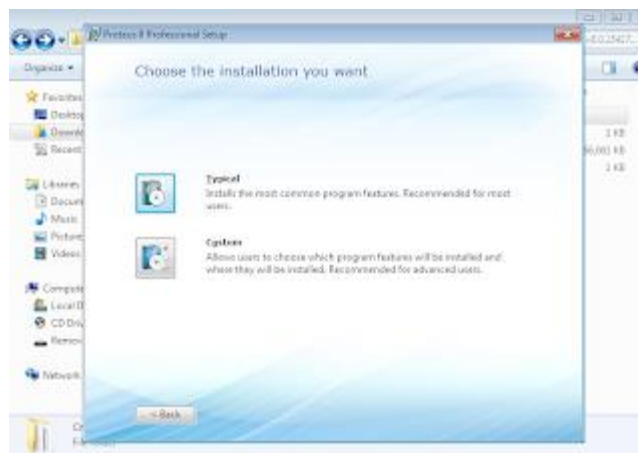 Proteus 8 Professional Setup
Organize
Choose the installation you want
Favorites
Desktop
Recent
Libraries
Music
Videos
Network
1 KB
1 KB
Typical
Installs the most common program features. Recommended for most
users.
Custom
Allows users to choose which program features will be installed and
where they will be installed. Recommended for advanced users.
CD Driv
< Back